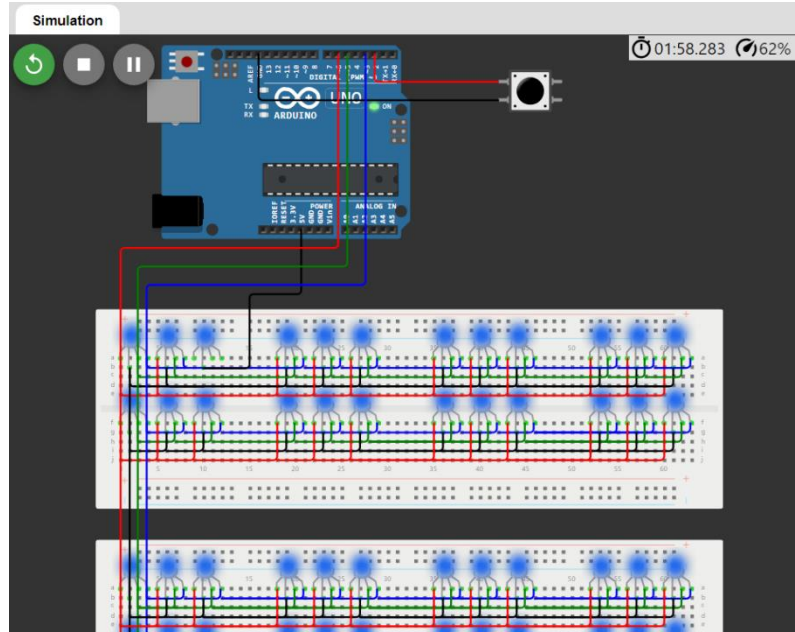 Simulation
01:58.283 62%
AREF
GND
13
12
~11
~10
~9
8
7
~6
~5
4
~3
2
TX→1
RX←0
DIGITAL (PWM ~)
L
TX
RX
UNO
ON
ARDUINO
IOREF
RESET
3.3V
5V
GND
GND
Vin
POWER
ANALOG IN
A0
A1
A2
A3
A4
A5
5 10 15 20 25 30 35 40 45 50 55 60